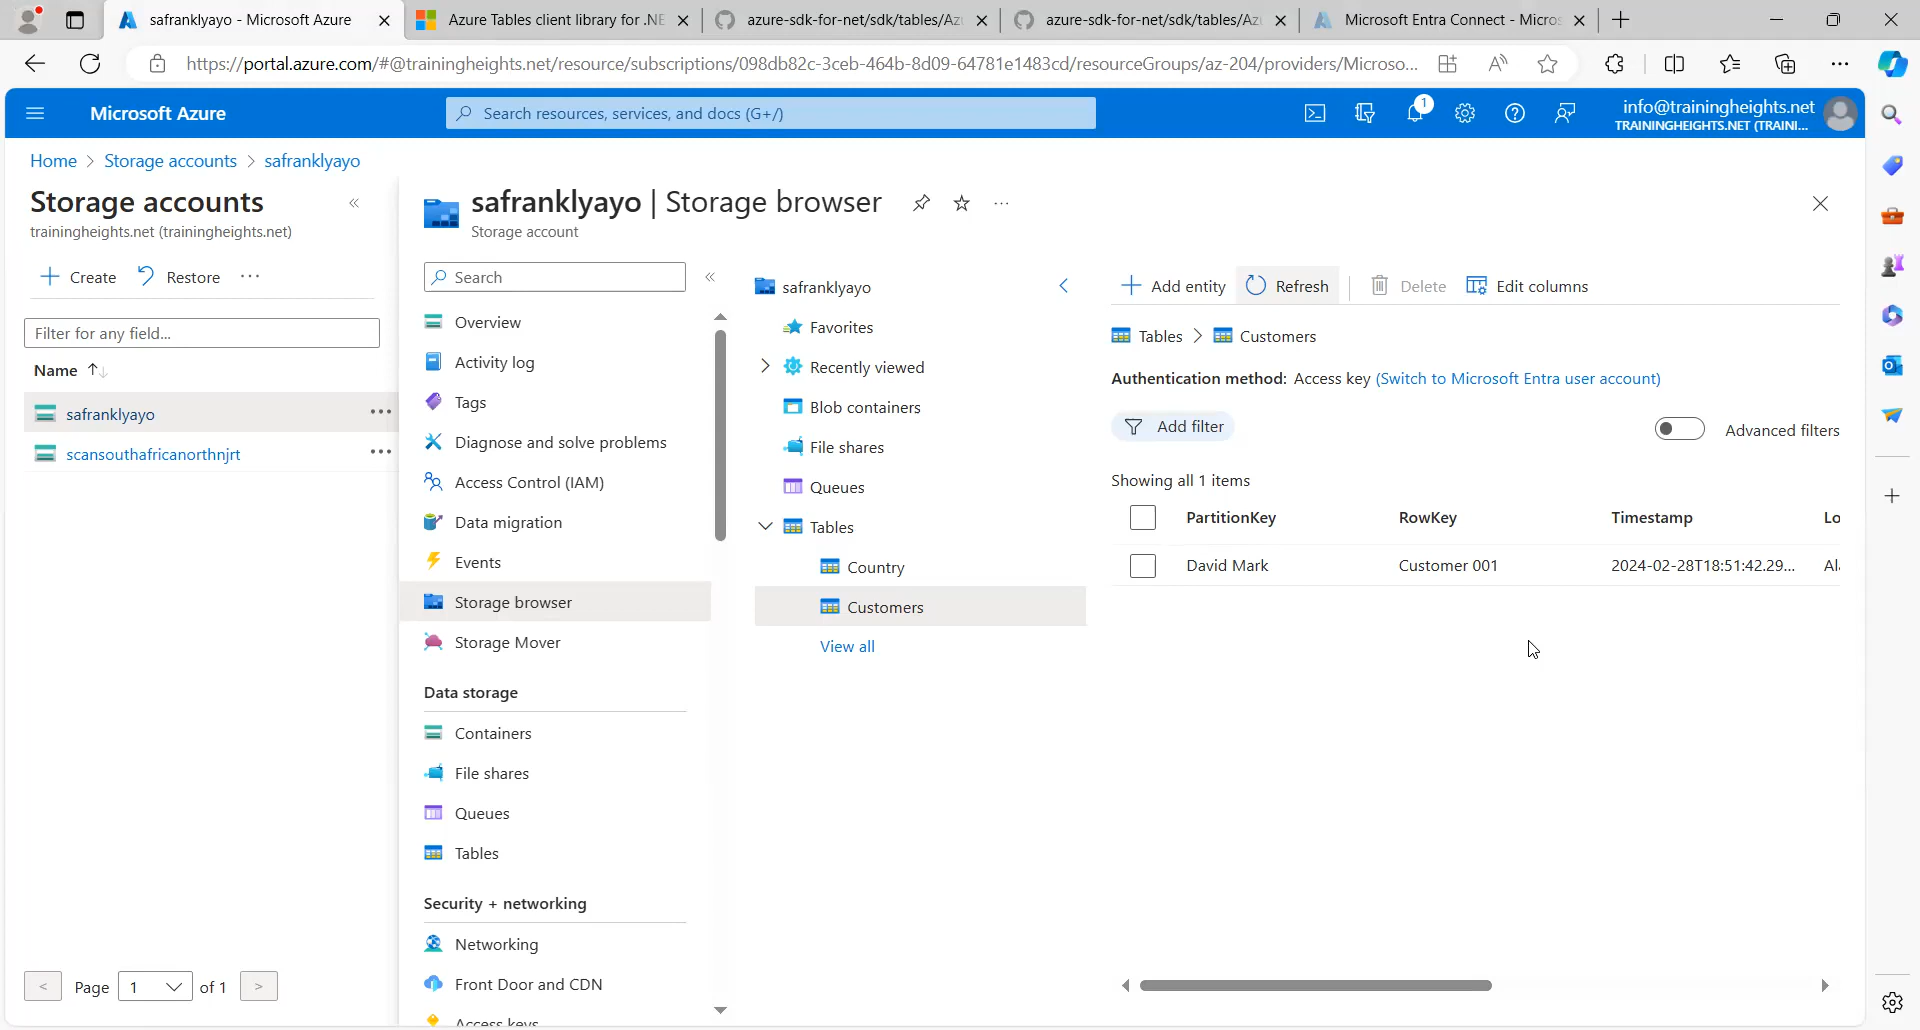 safranklyayo - Microsoft Azure
Azure Tables client library for .NE
azure-sdk-for-net/sdk/tables/Az
azure-sdk-for-net/sdk/tables/Az
Microsoft Entra Connect - Micros
https://portal.azure.com/#@trainingheights.net/resource/subscriptions/098db82c-3ceb-464b-8d09-64781e1483cd/resourceGroups/az-204/providers/Microso...
Microsoft Azure
Search resources, services, and docs (G+/)
1
info@trainingheights.net
TRAININGHEIGHTS.NET (TRAINI...
Home > Storage accounts > safranklyayo
Storage accounts
trainingheights.net (trainingheights.net)
Create
Restore
Filter for any field...
Name
safranklyayo
scansouthafricanorthnjrt
< Page 1 of 1 >
safranklyayo | Storage browser
Storage account
Search
Overview
Activity log
Tags
Diagnose and solve problems
Access Control (IAM)
Data migration
Events
Storage browser
Storage Mover
Data storage
Containers
File shares
Queues
Tables
Security + networking
Networking
Front Door and CDN
Access keys
safranklyayo
Favorites
Recently viewed
Blob containers
File shares
Queues
Tables
Country
Customers
View all
Add entity
Refresh
Delete
Edit columns
Tables > Customers
Authentication method: Access key (Switch to Microsoft Entra user account)
Add filter
Advanced filters
Showing all 1 items
PartitionKey RowKey Timestamp Lo
David Mark Customer 001 2024-02-28T18:51:42.29... Al